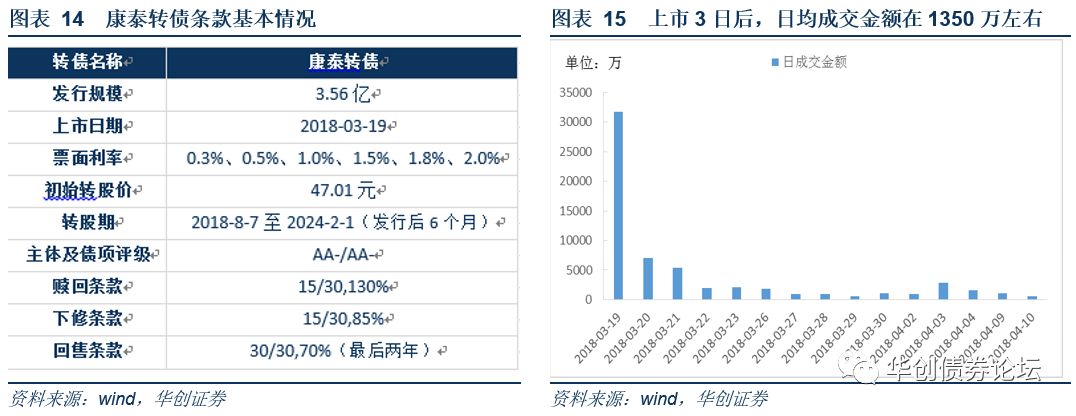 图表 14 康泰转债条款基本情况
转债名称 康泰转债
发行规模 3.56 亿
上市日期 2018-03-19
票面利率 0.3%、0.5%、1.0%、1.5%、1.8%、2.0%
初始转股价 47.01 元
转股期 2018-8-7 至 2024-2-1（发行后 6 个月）
主体及债项评级 AA-/AA-
赎回条款 15/30,130%
下修条款 15/30,85%
回售条款 30/30,70%（最后两年）
资料来源：wind，华创证券
图表 15 上市 3 日后，日均成交金额在 1350 万左右
单位：万
日成交金额
35000
30000
25000
20000
15000
10000
5000
0
2018-03-19
2018-03-20
2018-03-21
2018-03-22
2018-03-23
2018-03-26
2018-03-27
2018-03-28
2018-03-29
2018-03-30
2018-04-02
2018-04-03
2018-04-04
2018-04-09
2018-04-10
华创债券论坛
资料来源：wind，华创证券